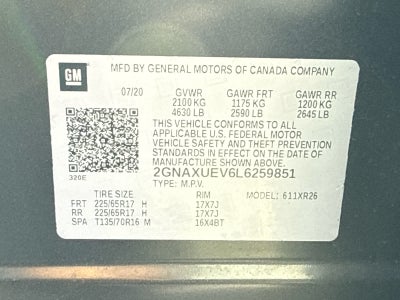 GM
MFD BY GENERAL MOTORS OF CANADA COMPANY
07/20 GVWR GAWR FRT GAWR RR
2100 KG 1175 KG 1200 KG
4630 LB 2590 LB 2645 LB
THIS VEHICLE CONFORMS TO ALL
APPLICABLE U.S. FEDERAL MOTOR
VEHICLE SAFETY AND THEFT
PREVENTION STANDARDS IN
EFFECT ON THE DATE OF
MANUFACTURE SHOWN ABOVE.
320E
2GNAXUEV6L6259851
TYPE: M.P.V. MODEL: 611XR26
TIRE SIZE RIM
FRT 225/65R17 H 17X7J
RR 225/65R17 H 17X7J
SPA T135/70R16 M 16X4BT